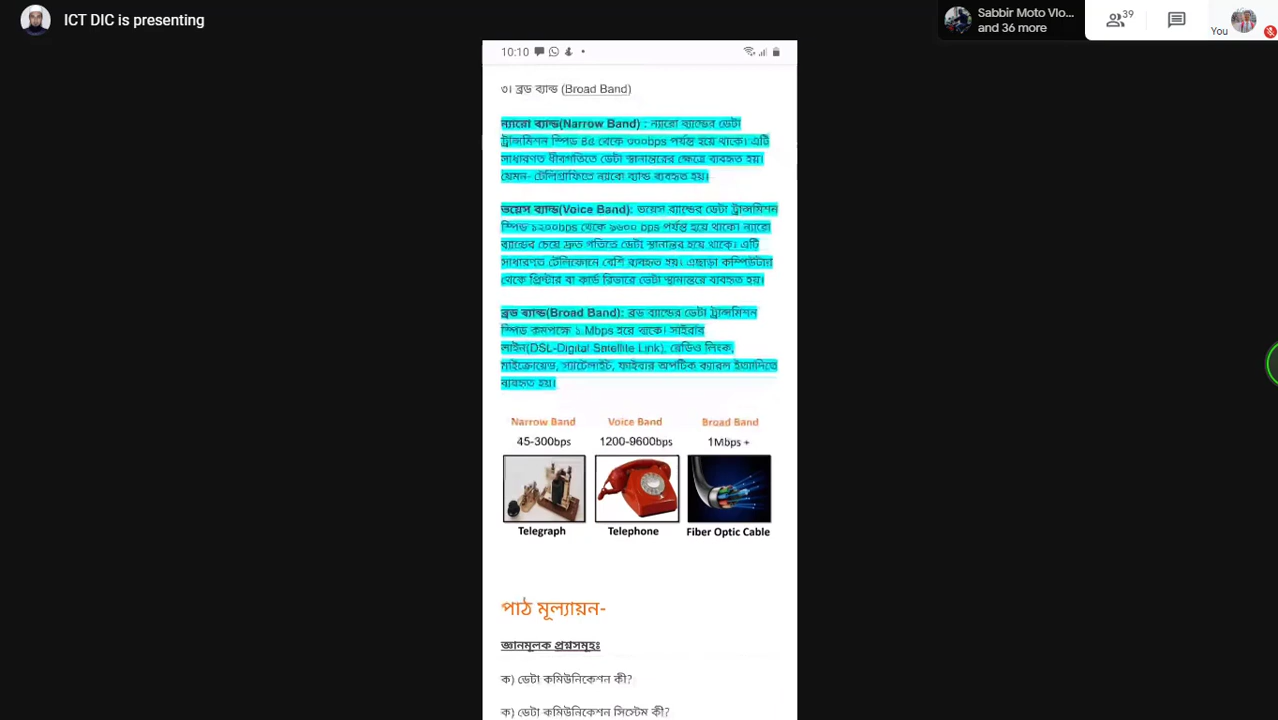 ICT DIC is presenting
Sabbir Moto Vlo...
and 36 more
39
You
10:10
৩। ব্রড ব্যান্ড (Broad Band)
ন্যারো ব্যান্ড(Narrow Band) : ন্যারো ব্যান্ডের ডেটা
ট্রান্সমিশন স্পিড ৪৫ থেকে ৩০০bps পর্যন্ত হয়ে থাকে। এটি
সাধারণত ধীরগতিতে ডেটা স্থানান্তরের ক্ষেত্রে ব্যবহৃত হয়।
যেমন- টেলিগ্রাফিতে ন্যারো ব্যান্ড ব্যবহৃত হয়।
ভয়েস ব্যান্ড(Voice Band): ভয়েস ব্যান্ডের ডেটা ট্রান্সমিশন
স্পিড ১২০০bps থেকে ৯৬০০ bps পর্যন্ত হয়ে থাকে। ন্যারো
ব্যান্ডের চেয়ে দ্রুত গতিতে ডেটা স্থানান্তর হয়ে থাকে। এটি
সাধারণত টেলিফোনে বেশি ব্যবহৃত হয়। এছাড়া কম্পিউটার
থেকে প্রিন্টার বা কার্ড রিডারে ডেটা স্থানান্তরে ব্যবহৃত হয়।
ব্রড ব্যান্ড(Broad Band): ব্রড ব্যান্ডের ডেটা ট্রান্সমিশন
স্পিড কমপক্ষে ১ Mbps হয়ে থাকে। সাইবার
লাইন(DSL-Digital Satellite Link), রেডিও লিংক,
মাইক্রোওয়েভ, স্যাটেলাইট, ফাইবার অপটিক ক্যাবল ইত্যাদিতে
ব্যবহৃত হয়।
Narrow Band Voice Band Broad Band
45-300bps 1200-9600bps 1Mbps +
Telegraph Telephone Fiber Optic Cable
পাঠ মূল্যায়ন-
জ্ঞানমূলক প্রশ্নসমূহঃ
ক) ডেটা কমিউনিকেশন কী?
ক) ডেটা কমিউনিকেশন সিস্টেম কী?